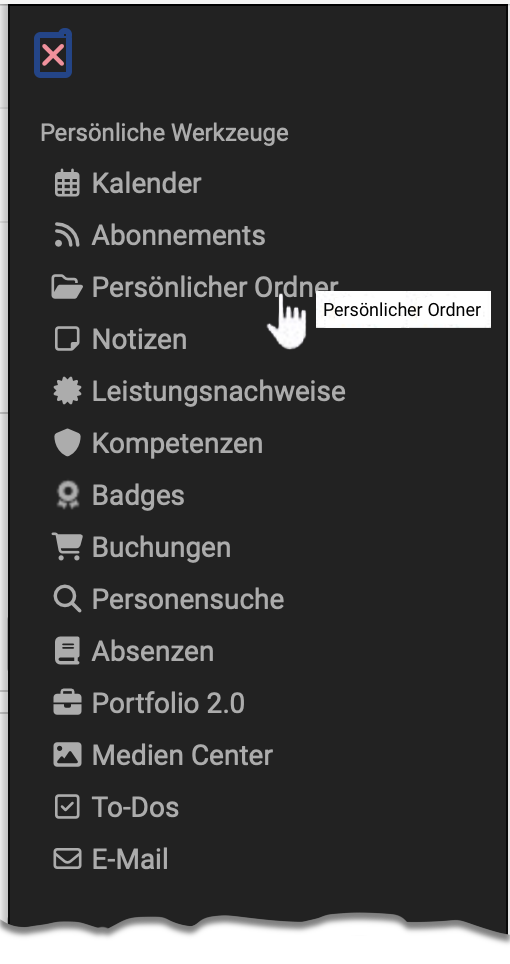 Persönliche Werkzeuge
Kalender
Abonnements
Persönlicher Ordner
Persönlicher Ordner
Notizen
Leistungsnachweise
Kompetenzen
Badges
Buchungen
Personensuche
Absenzen
Portfolio 2.0
Medien Center
To-Dos
E-Mail